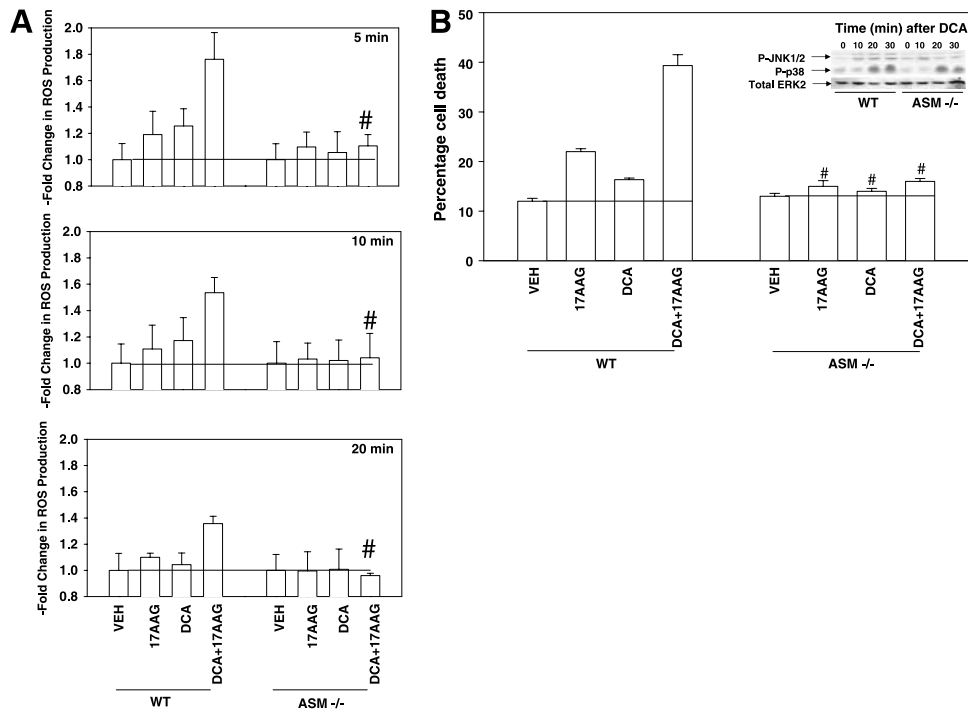 A
-Fold Change in ROS Production
2.0
1.8
1.6
1.4
1.2
1.0
0.8
5 min
#
-Fold Change in ROS Production
2.0
1.8
1.6
1.4
1.2
1.0
0.8
10 min
#
-Fold Change in ROS Production
2.0
1.8
1.6
1.4
1.2
1.0
0.8
20 min
#
VEH
17AAG
DCA
DCA+17AAG
VEH
17AAG
DCA
DCA+17AAG
WT
ASM -/-
B
Percentage cell death
50
40
30
20
10
0
Time (min) after DCA
0 10 20 30 0 10 20 30
P-JNK1/2
P-p38
Total ERK2
WT
ASM -/-
# # #
VEH
17AAG
DCA
DCA+17AAG
VEH
17AAG
DCA
DCA+17AAG
WT
ASM -/-